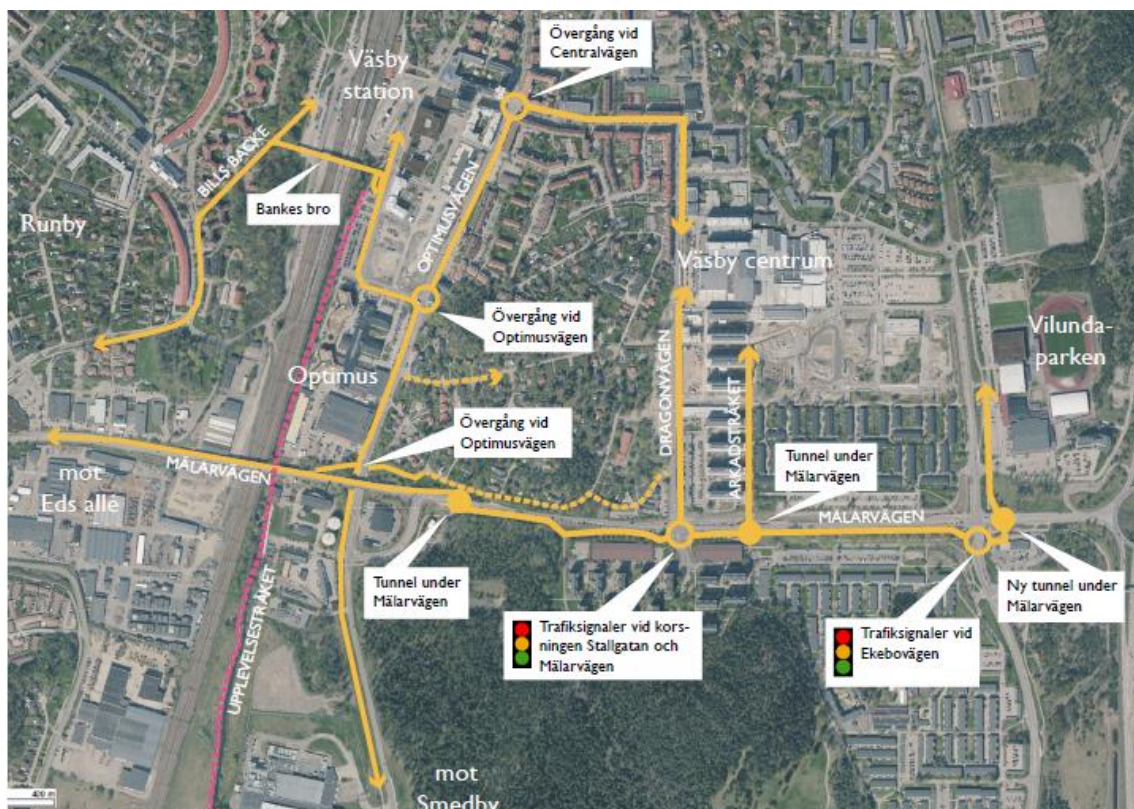 Övergång vid
Centralvägen
Väsby
station
BILLS BACKE
Bankes bro
Runby
OPTIMUSVÄGEN
Väsby centrum
Övergång vid
Optimusvägen
Vilunda-
parken
Optimus
Övergång vid
Optimusvägen
DRAGONVÄGEN
ARKADSTRÅKET
Tunnel under
Mälarvägen
MÄLARVÄGEN
mot
Eds allé
MÄLARVÄGEN
UPPLEVELSESTRÅKET
Tunnel under
Mälarvägen
Trafiksignaler vid kors-
ningen Stallgatan och
Mälarvägen
Trafiksignaler vid
Ekebovägen
Ny tunnel under
Mälarvägen
mot
Smedby
400 m